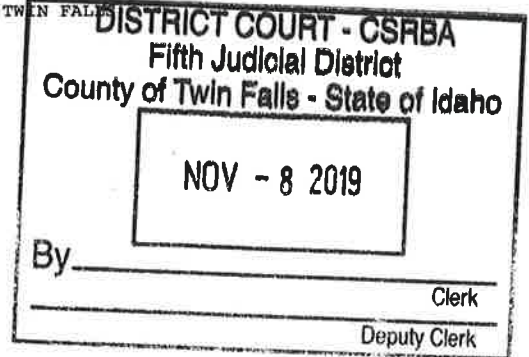 TWIN FALLS
DISTRICT COURT - CSRBA
Fifth Judicial District
County of Twin Falls - State of Idaho
NOV - 8 2019
By
Clerk
Deputy Clerk